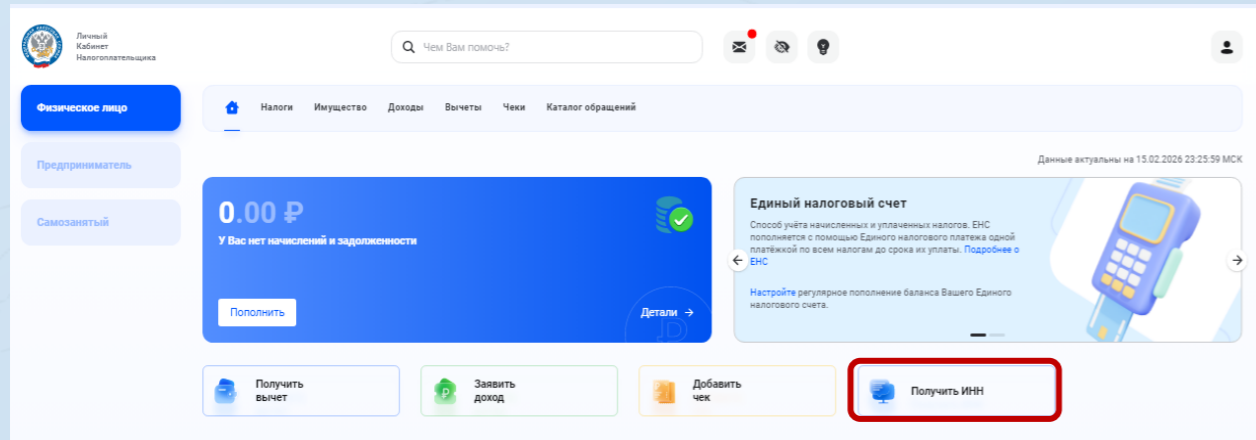 Личный
Кабинет
Налогоплательщика
Чем Вам помочь?
Физическое лицо
Предприниматель
Самозанятый
Налоги Имущество Доходы Вычеты Чеки Каталог обращений
Данные актуальны на 15.02.2026 23:25:59 МСК
0.00 ₽
У Вас нет начислений и задолженности
Пополнить
Детали →
Единый налоговый счет
Способ учёта начисленных и уплаченных налогов. ЕНС
пополняется с помощью Единого налогового платежа одной
платёжкой по всем налогам до срока их уплаты. Подробнее о
ЕНС
Настройте регулярное пополнение баланса Вашего Единого
налогового счета.
Получить
вычет
Заявить
доход
Добавить
чек
Получить ИНН